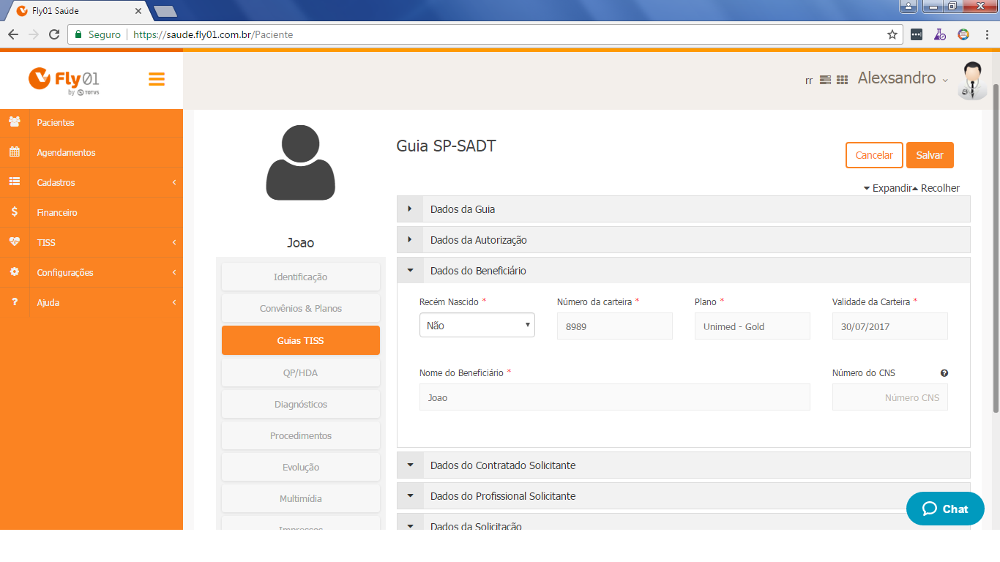 Fly01 Saúde
Seguro https://saude.fly01.com.br/Paciente
Fly01
by TOTVS
rr Alexsandro
Pacientes
Agendamentos
Cadastros
Financeiro
TISS
Configurações
Ajuda
Joao
Identificação
Convênios & Planos
Guias TISS
QP/HDA
Diagnósticos
Procedimentos
Evolução
Multimídia
Impressos
Guia SP-SADT
Cancelar Salvar
Expandir Recolher
Dados da Guia
Dados da Autorização
Dados do Beneficiário
Recém Nascido * Número da carteira * Plano * Validade da Carteira *
Não 8989 Unimed - Gold 30/07/2017
Nome do Beneficiário * Número do CNS
Joao Número CNS
Dados do Contratado Solicitante
Dados do Profissional Solicitante
Dados da Solicitação
Chat